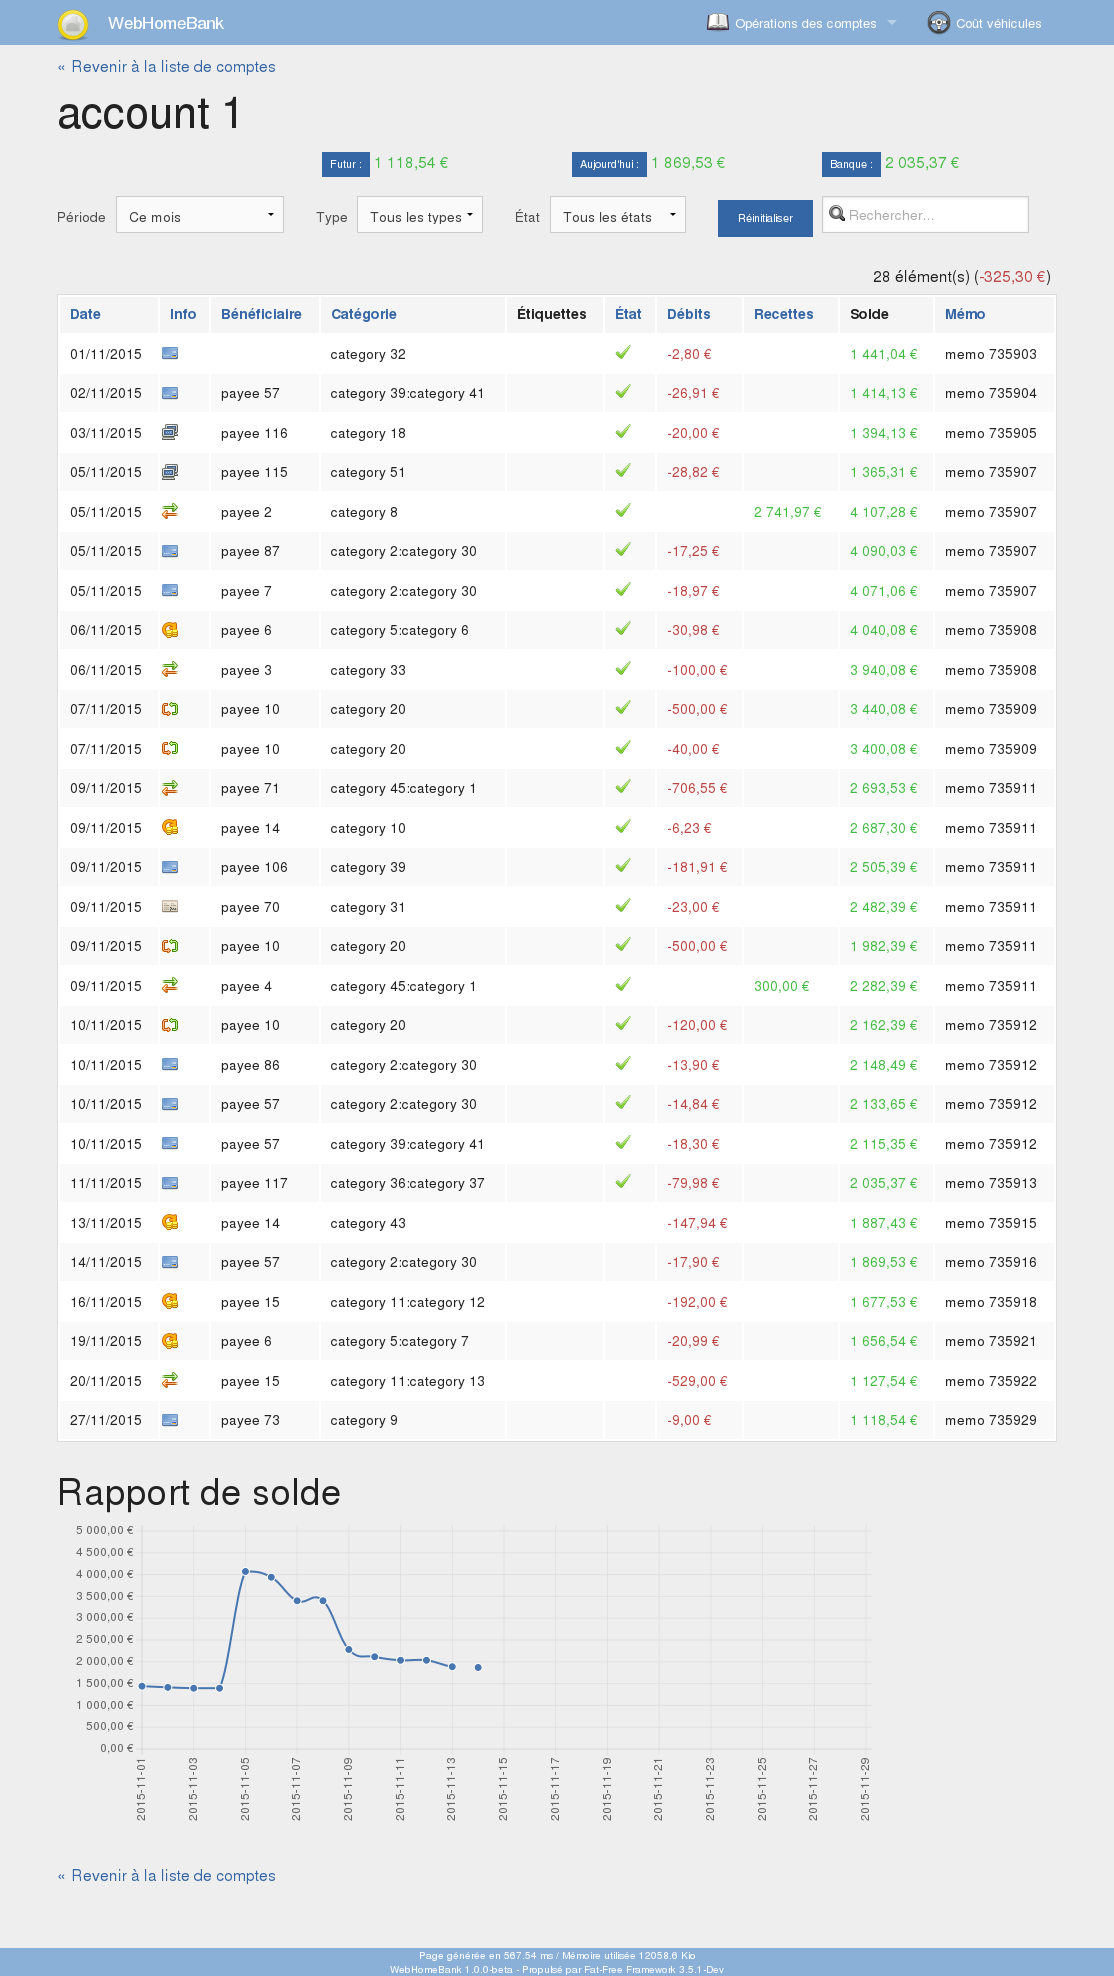 WebHomeBank Opérations des comptes Coût véhicules
« Revenir à la liste de comptes
account 1
Futur : 1 118,54 € Aujourd'hui : 1 869,53 € Banque : 2 035,37 €
Période Ce mois Type Tous les types État Tous les états Réinitialiser Rechercher...
28 élément(s) (-325,30 €)
Date Info Bénéficiaire Catégorie Étiquettes État Débits Recettes Solde Mémo
01/11/2015 category 32 -2,80 € 1 441,04 € memo 735903
02/11/2015 payee 57 category 39:category 41 -26,91 € 1 414,13 € memo 735904
03/11/2015 payee 116 category 18 -20,00 € 1 394,13 € memo 735905
05/11/2015 payee 115 category 51 -28,82 € 1 365,31 € memo 735907
05/11/2015 payee 2 category 8 2 741,97 € 4 107,28 € memo 735907
05/11/2015 payee 87 category 2:category 30 -17,25 € 4 090,03 € memo 735907
05/11/2015 payee 7 category 2:category 30 -18,97 € 4 071,06 € memo 735907
06/11/2015 payee 6 category 5:category 6 -30,98 € 4 040,08 € memo 735908
06/11/2015 payee 3 category 33 -100,00 € 3 940,08 € memo 735908
07/11/2015 payee 10 category 20 -500,00 € 3 440,08 € memo 735909
07/11/2015 payee 10 category 20 -40,00 € 3 400,08 € memo 735909
09/11/2015 payee 71 category 45:category 1 -706,55 € 2 693,53 € memo 735911
09/11/2015 payee 14 category 10 -6,23 € 2 687,30 € memo 735911
09/11/2015 payee 106 category 39 -181,91 € 2 505,39 € memo 735911
09/11/2015 payee 70 category 31 -23,00 € 2 482,39 € memo 735911
09/11/2015 payee 10 category 20 -500,00 € 1 982,39 € memo 735911
09/11/2015 payee 4 category 45:category 1 300,00 € 2 282,39 € memo 735911
10/11/2015 payee 10 category 20 -120,00 € 2 162,39 € memo 735912
10/11/2015 payee 86 category 2:category 30 -13,90 € 2 148,49 € memo 735912
10/11/2015 payee 57 category 2:category 30 -14,84 € 2 133,65 € memo 735912
10/11/2015 payee 57 category 39:category 41 -18,30 € 2 115,35 € memo 735912
11/11/2015 payee 117 category 36:category 37 -79,98 € 2 035,37 € memo 735913
13/11/2015 payee 14 category 43 -147,94 € 1 887,43 € memo 735915
14/11/2015 payee 57 category 2:category 30 -17,90 € 1 869,53 € memo 735916
16/11/2015 payee 15 category 11:category 12 -192,00 € 1 677,53 € memo 735918
19/11/2015 payee 6 category 5:category 7 -20,99 € 1 656,54 € memo 735921
20/11/2015 payee 15 category 11:category 13 -529,00 € 1 127,54 € memo 735922
27/11/2015 payee 73 category 9 -9,00 € 1 118,54 € memo 735929
Rapport de solde
5 000,00 €
4 500,00 €
4 000,00 €
3 500,00 €
3 000,00 €
2 500,00 €
2 000,00 €
1 500,00 €
1 000,00 €
500,00 €
0,00 €
2015-11-01 2015-11-03 2015-11-05 2015-11-07 2015-11-09 2015-11-11 2015-11-13 2015-11-15 2015-11-17 2015-11-19 2015-11-21 2015-11-23 2015-11-25 2015-11-27 2015-11-29
« Revenir à la liste de comptes
Page générée en 567.54 ms / Mémoire utilisée 12058.6 Kio
WebHomeBank 1.0.0-beta - Propulsé par Fat-Free Framework 3.5.1-Dev